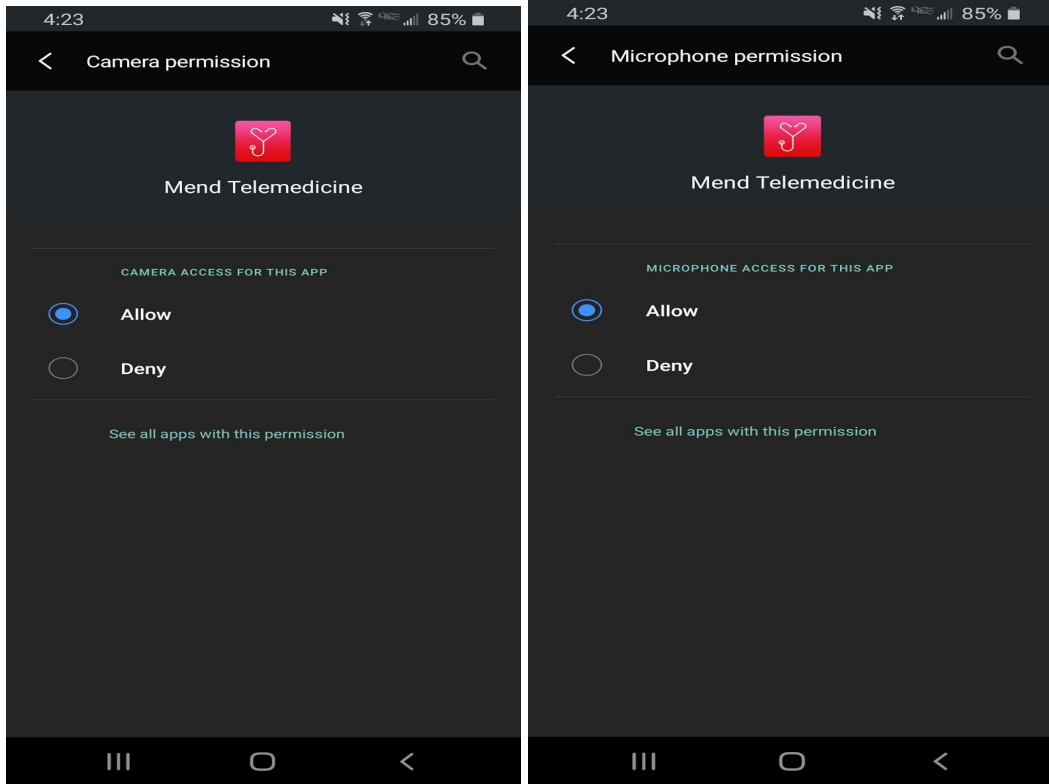 4:23
85%
Camera permission
Mend Telemedicine
CAMERA ACCESS FOR THIS APP
Allow
Deny
See all apps with this permission
4:23
85%
Microphone permission
Mend Telemedicine
MICROPHONE ACCESS FOR THIS APP
Allow
Deny
See all apps with this permission